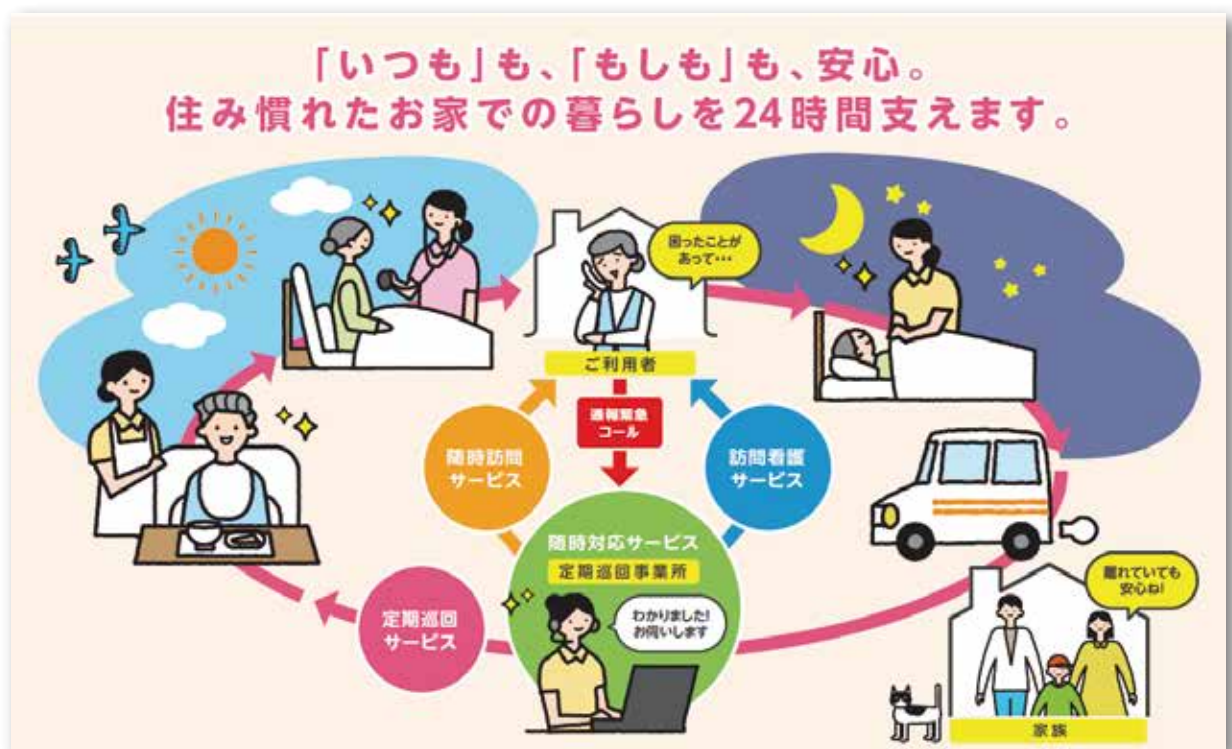 「いつも」も、「もしも」も、安心。
住み慣れたお家での暮らしを24時間支えます。
困ったことが
あって・・・
ご利用者
通報緊急
コール
随時訪問
サービス
訪問看護
サービス
随時対応サービス
定期巡回事業所
わかりました!
お伺いします
定期巡回
サービス
離れていても
安心ね!
家族